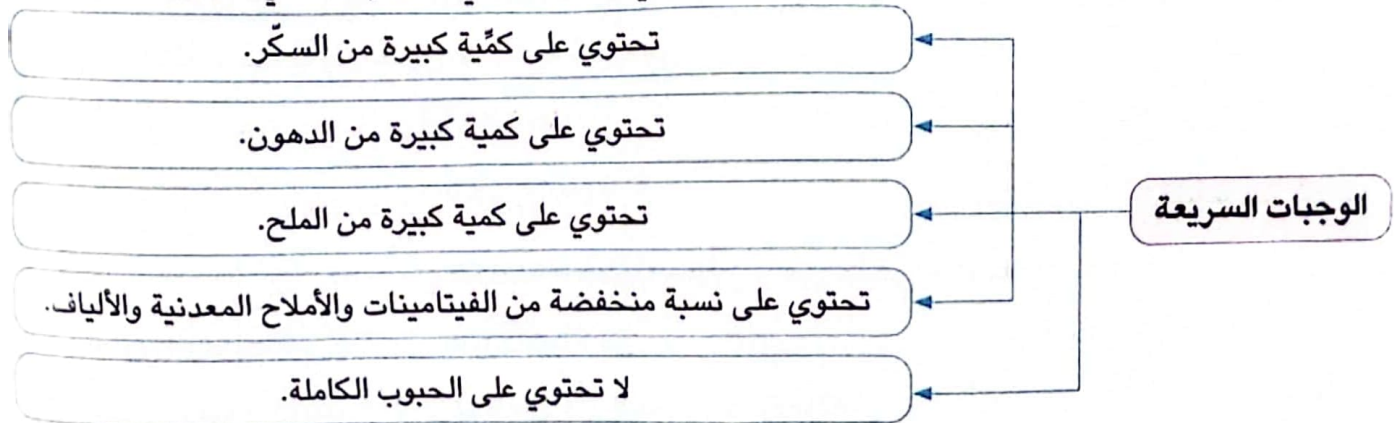 الوجبات السريعة
تحتوي على كمِّية كبيرة من السكّر.
تحتوي على كمية كبيرة من الدهون.
تحتوي على كمية كبيرة من الملح.
تحتوي على نسبة منخفضة من الفيتامينات والأملاح المعدنية والألياف.
لا تحتوي على الحبوب الكاملة.